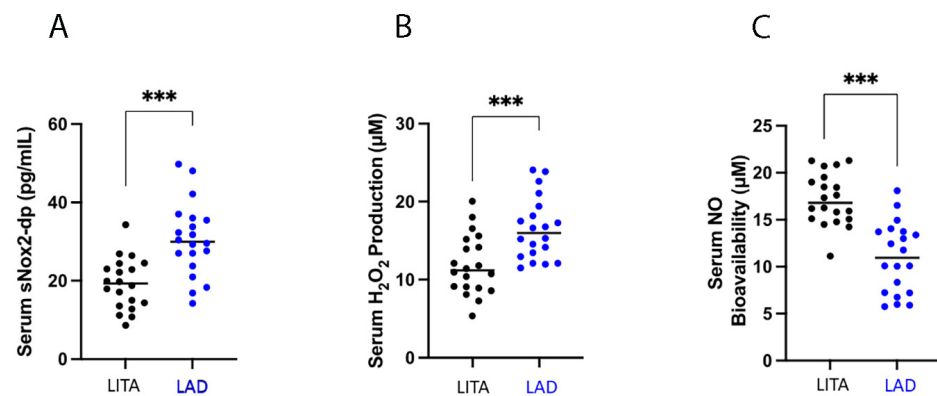 A
B
C
***
***
***
Serum sNox2-dp (pg/mlL)
60
40
20
0
LITA
LAD
Serum H₂O₂ Production (µM)
30
20
10
0
LITA
LAD
Serum NO
Bioavailability (µM)
25
20
15
10
5
0
LITA
LAD